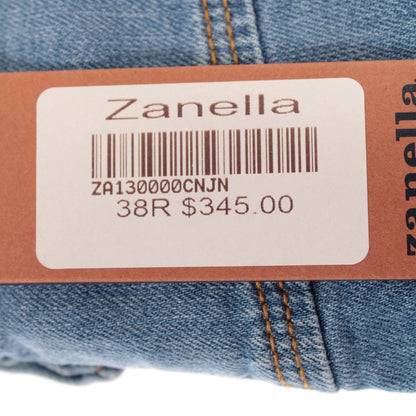 Zanella
ZA130000CNJN
38R $345.00
zanella